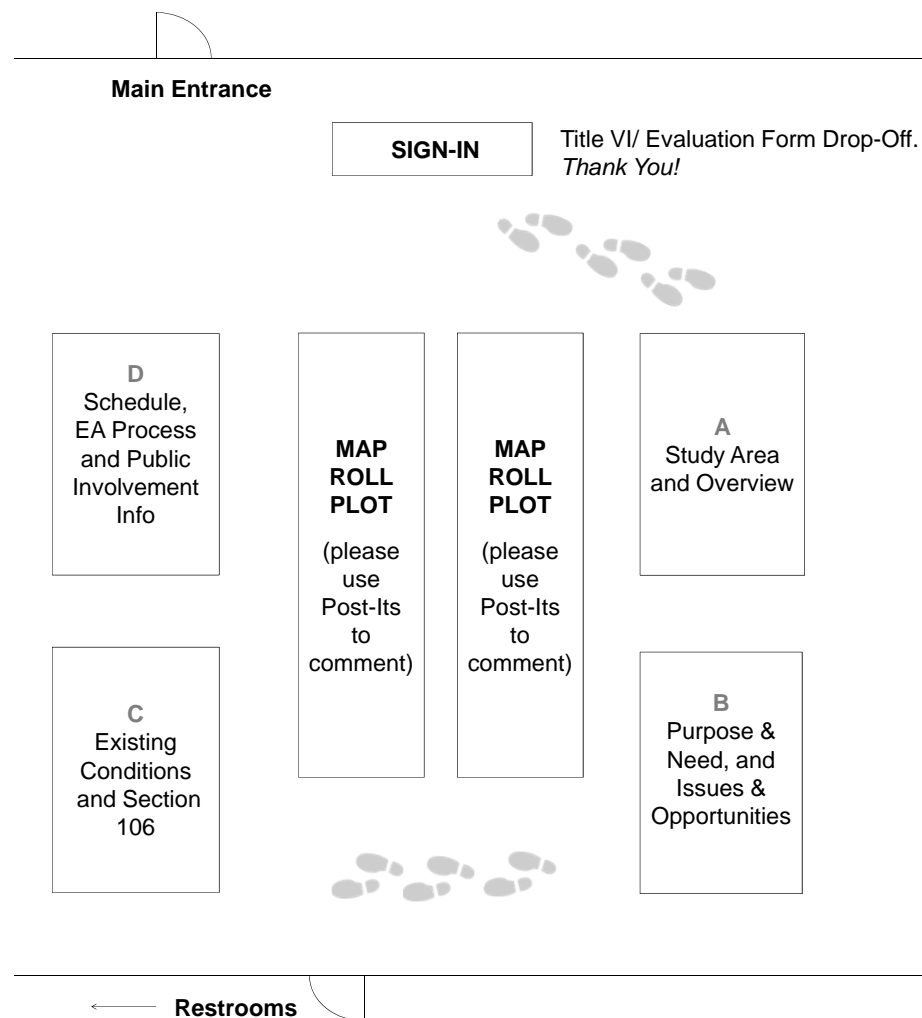 Main Entrance
SIGN-IN
Title VI/ Evaluation Form Drop-Off.
Thank You!
D
Schedule,
EA Process
and Public
Involvement
Info
MAP
ROLL
PLOT
(please
use
Post-Its
to
comment)
MAP
ROLL
PLOT
(please
use
Post-Its
to
comment)
A
Study Area
and Overview
C
Existing
Conditions
and Section
106
B
Purpose &
Need, and
Issues &
Opportunities
Restrooms